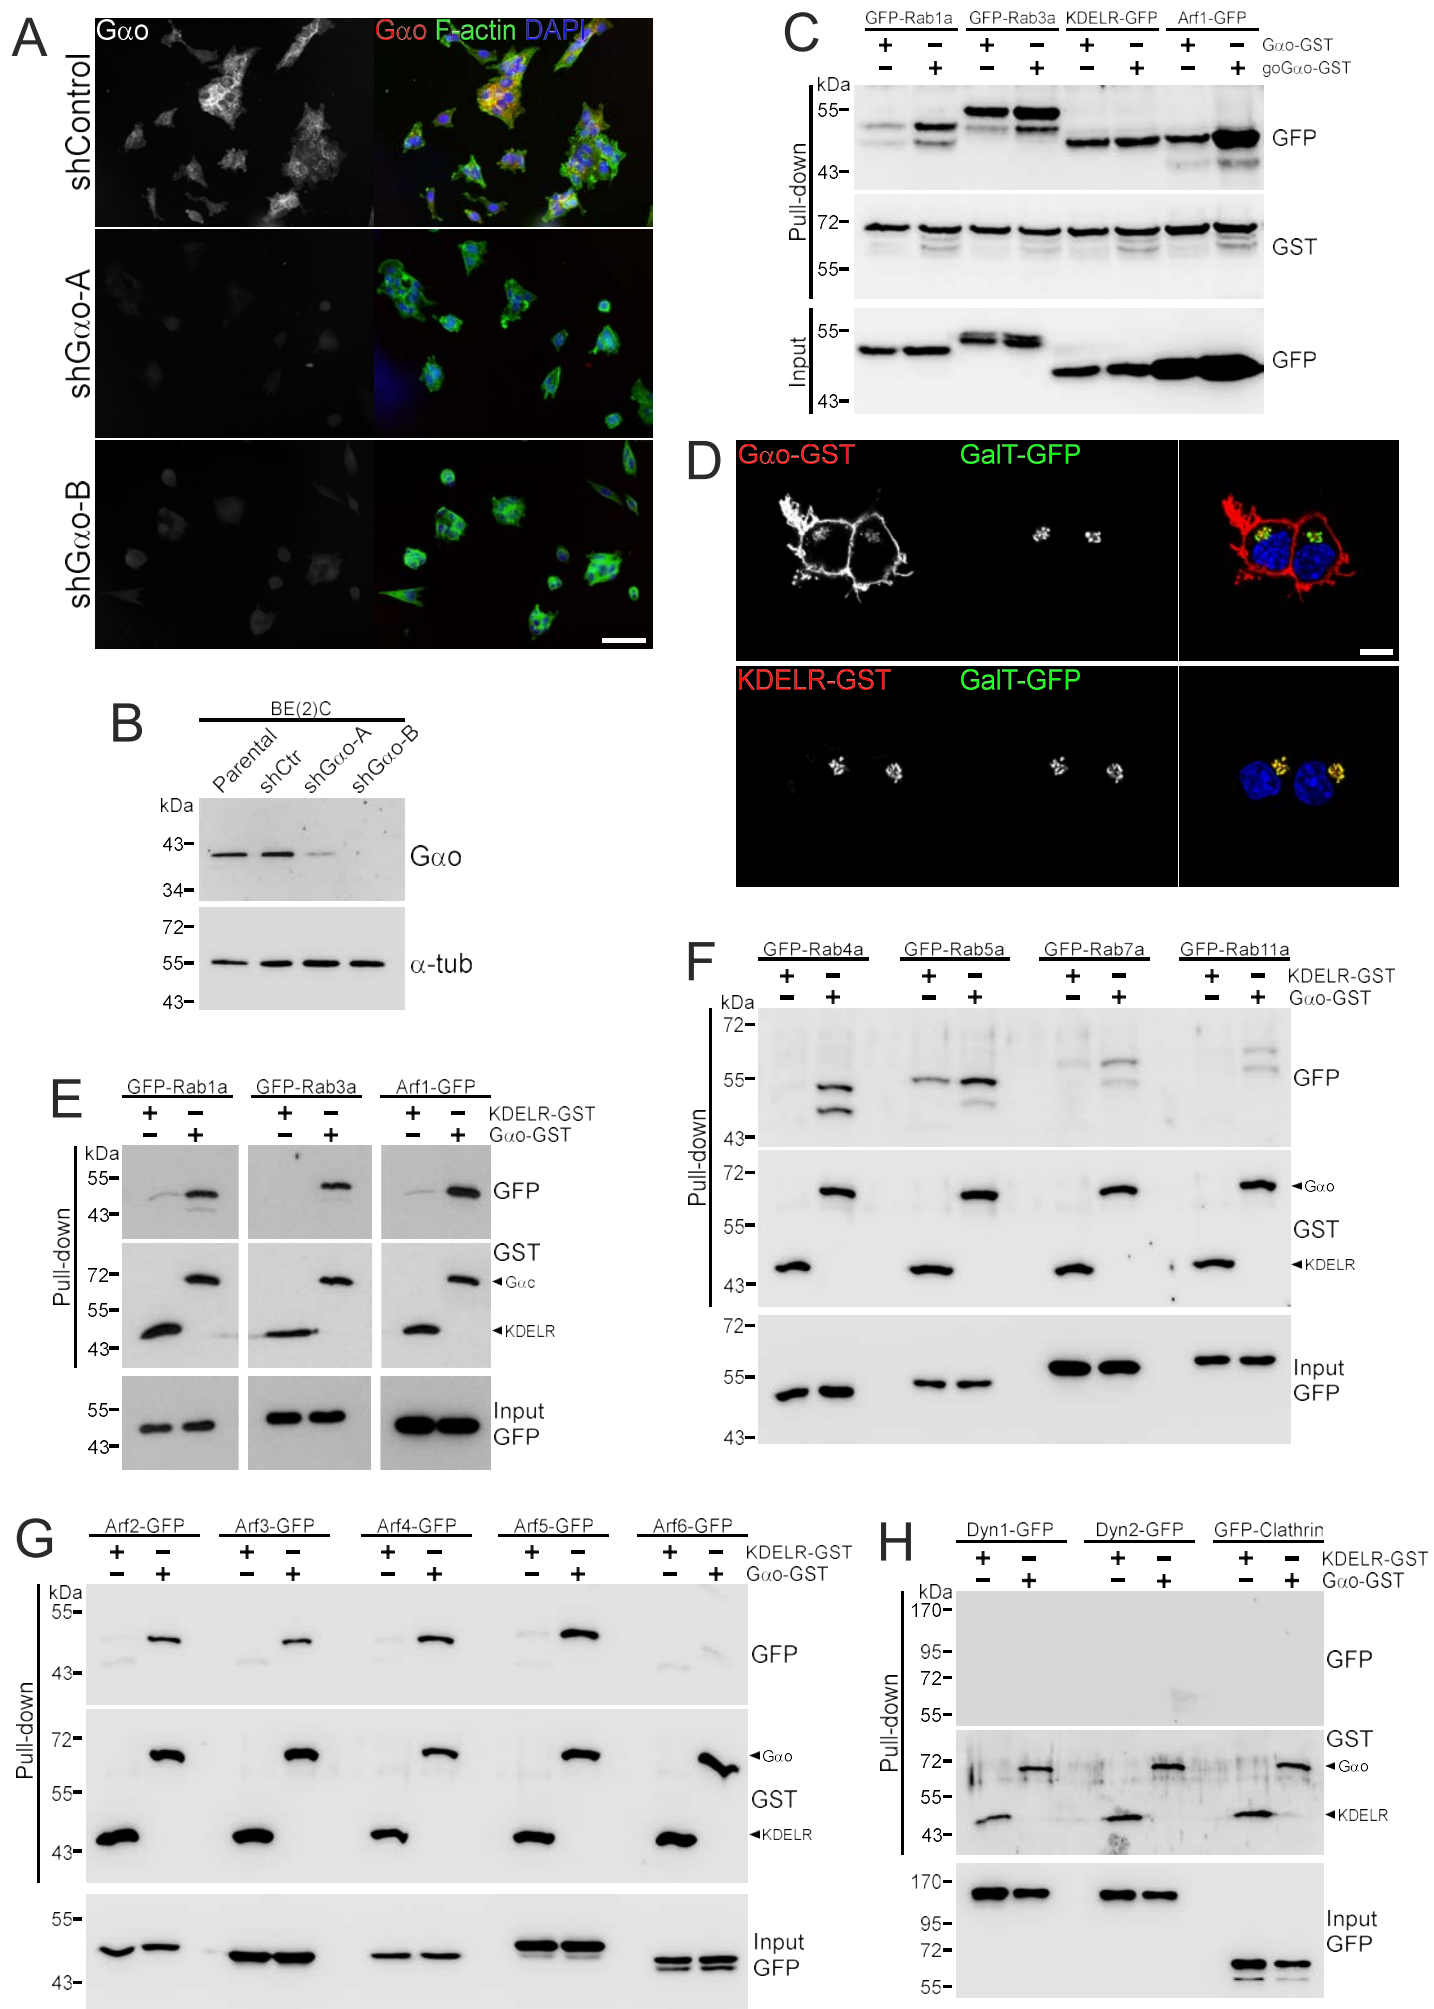 A
Gαo
Gαo F-actin DAPI
shControl
shGαo-A
shGαo-B
B
BE(2)C
Parental
shCtr
shGαo-A
shGαo-B
kDa
43
34
Gαo
72
55
43
α-tub
C
GFP-Rab1a GFP-Rab3a KDELR-GFP Arf1-GFP
+ - + - + - + - Gαo-GST
- + - + - + - + goGαo-GST
kDa
Pull-down
55
43
GFP
72
55
GST
Input
55
43
GFP
D
Gαo-GST GalT-GFP
KDELR-GST GalT-GFP
E
GFP-Rab1a GFP-Rab3a Arf1-GFP
+ - + - + - KDELR-GST
- + - + - + Gαo-GST
kDa
Pull-down
55
43
GFP
GST
72
55
43
◄Gαc
◄KDELR
55
43
Input
GFP
F
GFP-Rab4a GFP-Rab5a GFP-Rab7a GFP-Rab11a
+ - + - + - + - KDELR-GST
- + - + - + - + Gαo-GST
kDa
Pull-down
72
55
43
GFP
72
55
43
◄Gαo
GST
◄KDELR
72
55
43
Input
GFP
G
Arf2-GFP Arf3-GFP Arf4-GFP Arf5-GFP Arf6-GFP
+ - + - + - + - + - KDELR-GST
- + - + - + - + - + Gαo-GST
kDa
Pull-down
55
43
GFP
72
55
43
◄Gαo
GST
◄KDELR
55
43
Input
GFP
H
Dyn1-GFP Dyn2-GFP GFP-Clathrin
+ - + - + - KDELR-GST
- + - + - + Gαo-GST
kDa
Pull-down
170
95
72
55
GFP
GST
72
55
43
◄Gαo
◄KDELR
170
95
72
55
Input
GFP